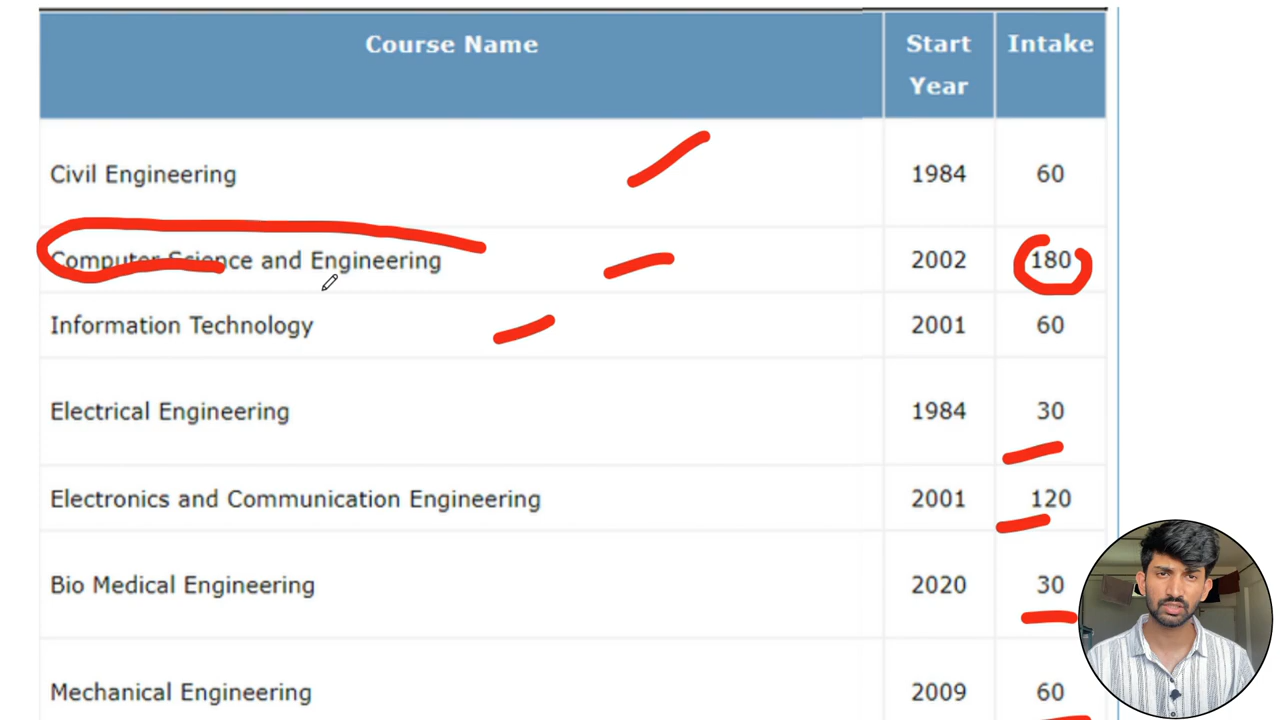 Course Name Start Year Intake
Civil Engineering 1984 60
Computer Science and Engineering 2002 180
Information Technology 2001 60
Electrical Engineering 1984 30
Electronics and Communication Engineering 2001 120
Bio Medical Engineering 2020 30
Mechanical Engineering 2009 60